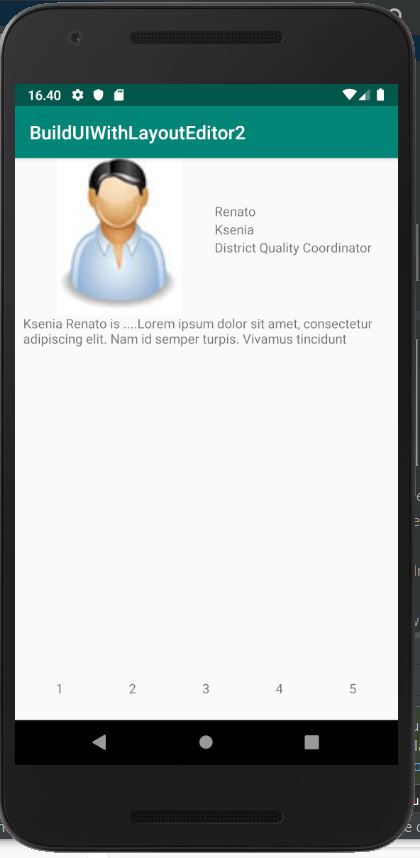 16.40
BuildUIWithLayoutEditor2
Renato
Ksenia
District Quality Coordinator
Ksenia Renato is ....Lorem ipsum dolor sit amet, consectetur
adipiscing elit. Nam id semper turpis. Vivamus tincidunt
1 2 3 4 5